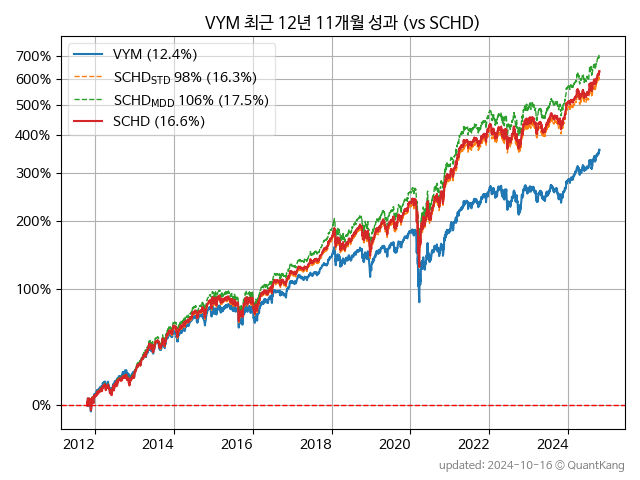 VYM 최근 12년 11개월 성과 (vs SCHD)
VYM (12.4%)
SCHD_STD 98% (16.3%)
SCHD_MDD 106% (17.5%)
SCHD (16.6%)
700%
600%
500%
400%
300%
200%
100%
0%
2012 2014 2016 2018 2020 2022 2024
updated: 2024-10-16 © QuantKang